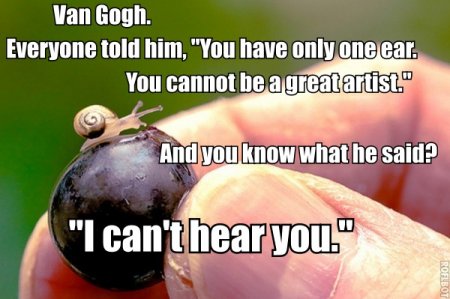 Van Gogh.
Everyone told him, "You have only one ear.
You cannot be a great artist."
And you know what he said?
"I can't hear you."
ROFLBOT